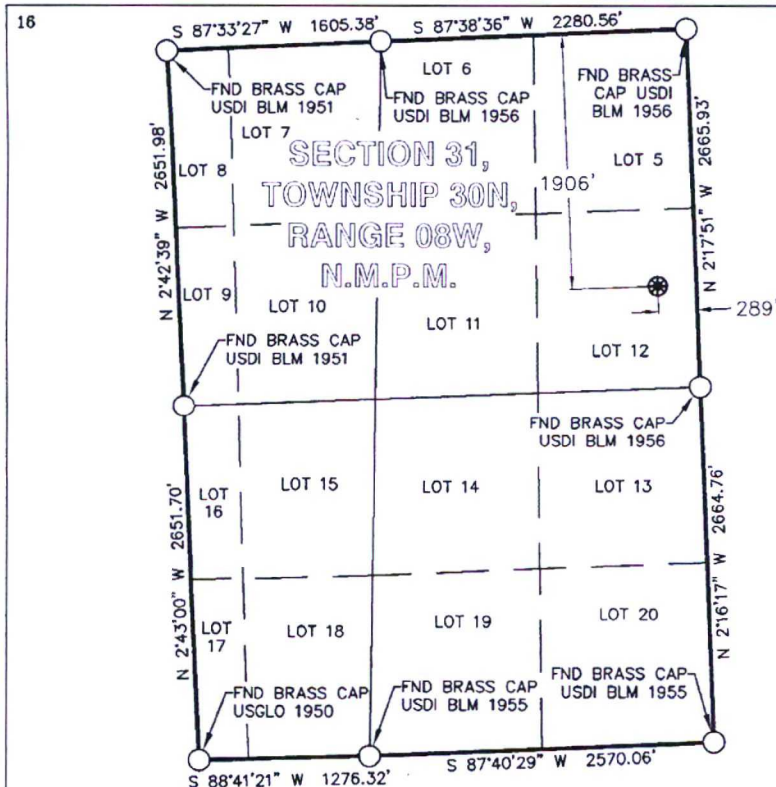 16
S 87°33'27" W 1605.38'
S 87°38'36" W 2280.56'
FND BRASS CAP
USDI BLM 1951
FND BRASS CAP
USDI BLM 1956
FND BRASS
CAP USDI
BLM 1956
LOT 6
LOT 7
LOT 8
LOT 5
SECTION 31,
TOWNSHIP 30N,
RANGE 08W,
N.M.P.M.
1906'
N 2°42'39" W 2651.98'
N 2°17'51" W 2665.93'
289'
LOT 9
LOT 10
LOT 11
LOT 12
FND BRASS CAP
USDI BLM 1951
FND BRASS CAP
USDI BLM 1956
LOT
16
LOT 15
LOT 14
LOT 13
N 2°43'00" W 2651.70'
N 2°16'17" W 2664.76'
LOT
17
LOT 18
LOT 19
LOT 20
FND BRASS CAP
USGLO 1950
FND BRASS CAP
USDI BLM 1955
FND BRASS CAP
USDI BLM 1955
S 88°41'21" W 1276.32'
S 87°40'29" W 2570.06'